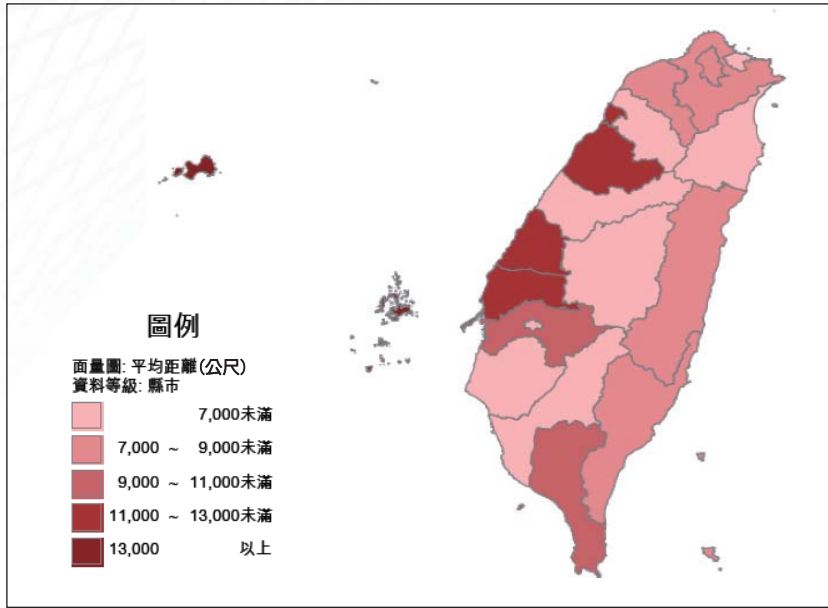 圖例
面量圖: 平均距離(公尺)
資料等級: 縣市
7,000未滿
7,000 ~ 9,000未滿
9,000 ~ 11,000未滿
11,000 ~ 13,000未滿
13,000 以上